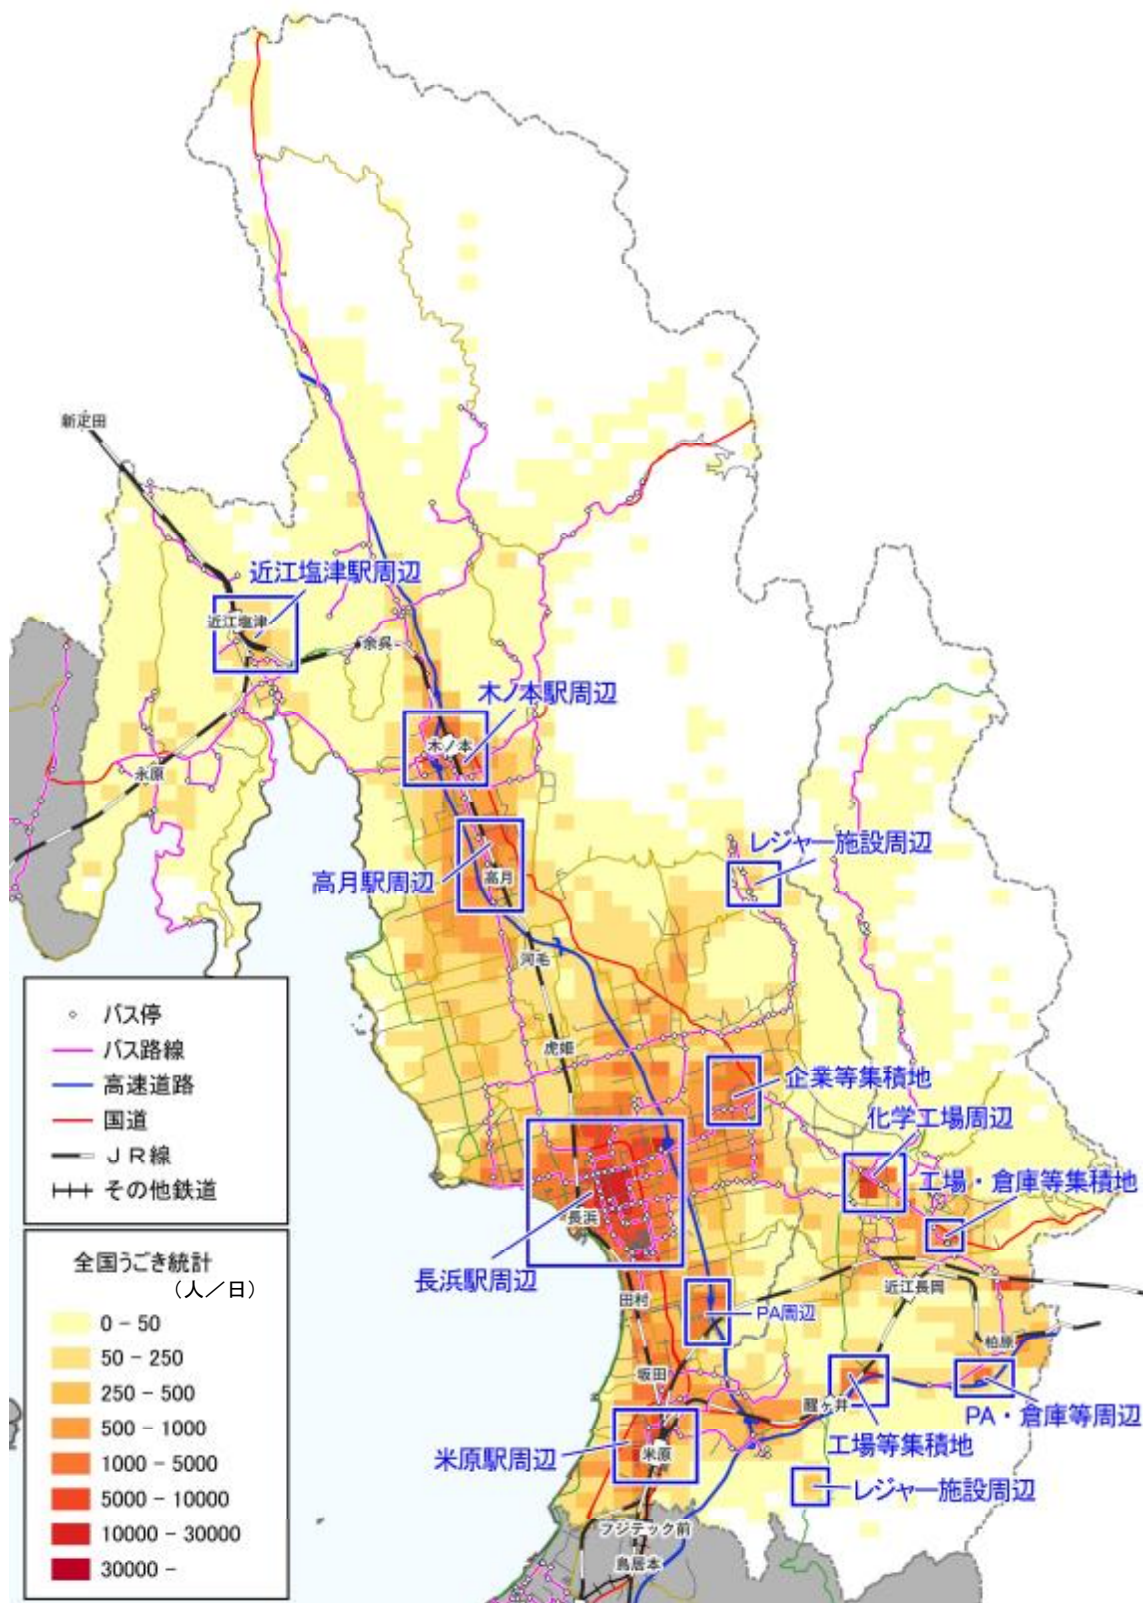 新疋田
近江塩津駅周辺
近江塩津
余呉
木ノ本駅周辺
木ノ本
永原
レジャー施設周辺
高月駅周辺
高月
河毛
バス停
バス路線
高速道路
国道
JR線
その他鉄道
虎姫
企業等集積地
化学工場周辺
工場・倉庫等集積地
長浜
長浜駅周辺
全国うごき統計
(人/日)
0 - 50
50 - 250
250 - 500
500 - 1000
1000 - 5000
5000 - 10000
10000 - 30000
30000 -
近江長岡
田村
PA周辺
柏原
坂田
醒ヶ井
PA・倉庫等周辺
工場等集積地
米原駅周辺
米原
レジャー施設周辺
フジテック前
鳥居本